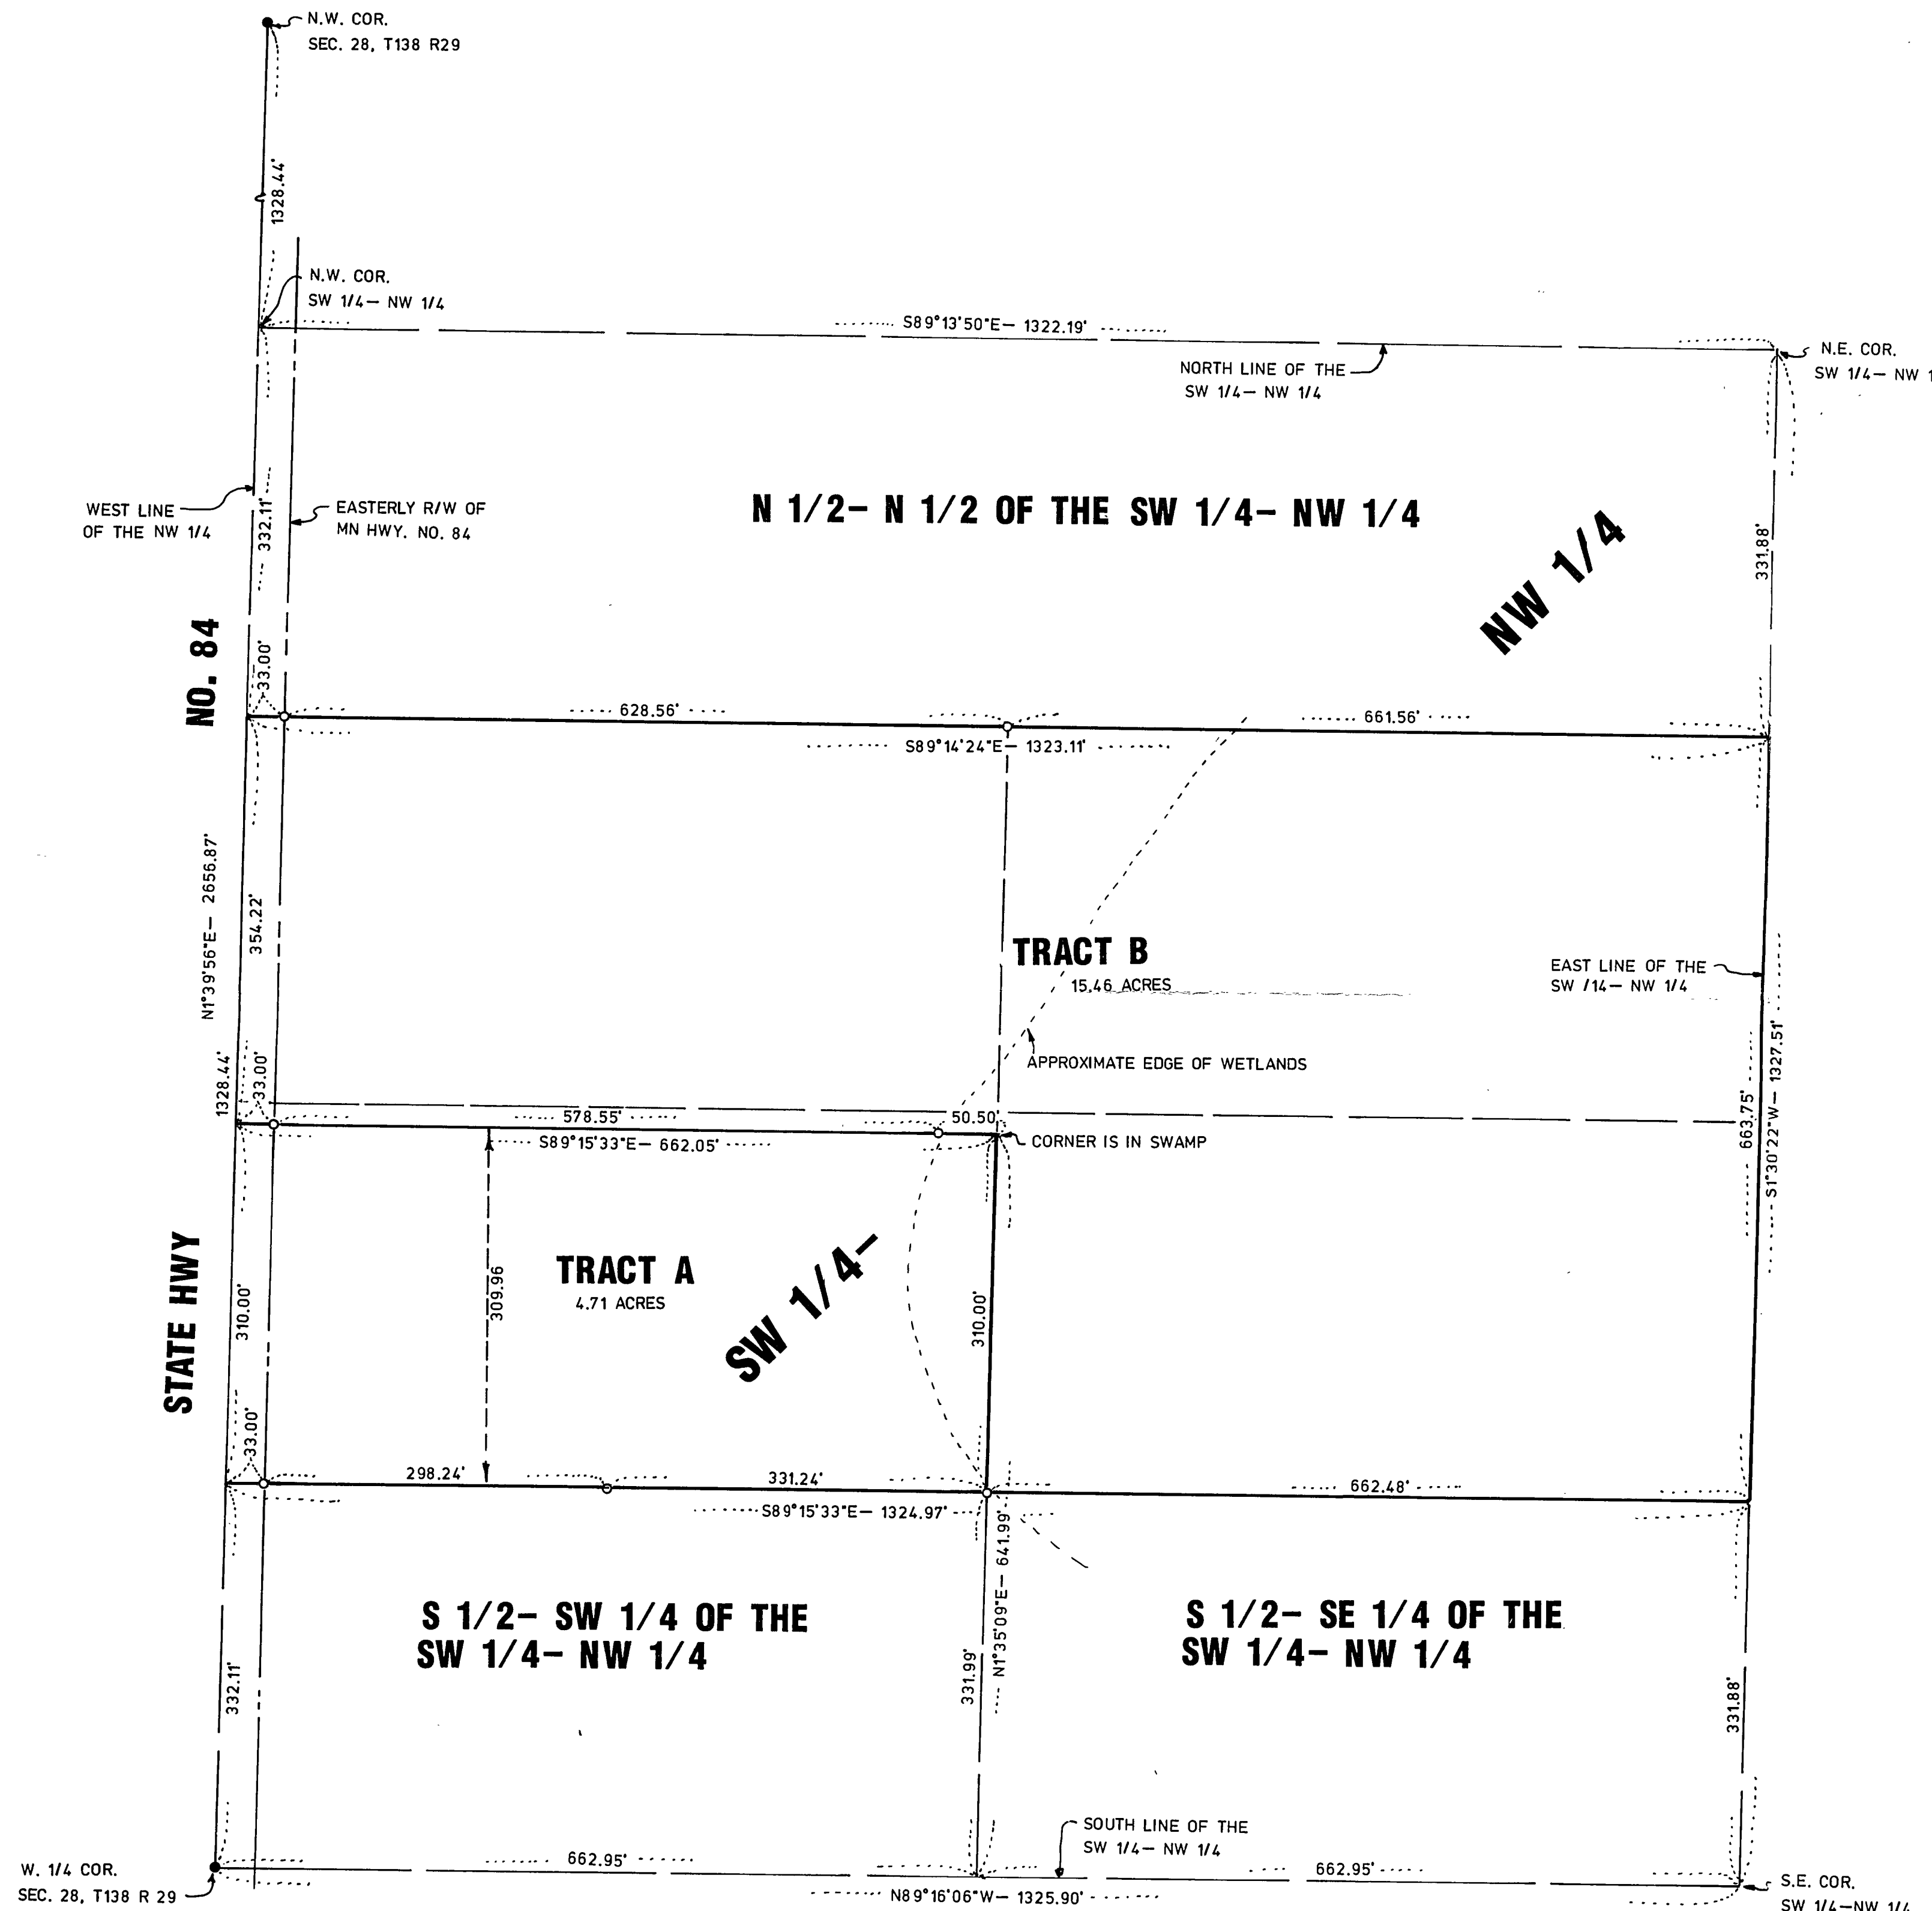 N.W. COR.
SEC. 28, T138 R29
1328.44'
N.W. COR.
SW 1/4— NW 1/4
S89°13'50"E— 1322.19'
NORTH LINE OF THE
SW 1/4— NW 1/4
N.E. COR.
SW 1/4— NW 1
WEST LINE
OF THE NW 1/4
332.11'
EASTERLY R/W OF
MN HWY. NO. 84
N 1/2— N 1/2 OF THE SW 1/4— NW 1/4
NW 1/4
331.88'
NO. 84
33.00'
628.56'
661.56'
S89°14'24"E— 1323.11'
N1°39'56"E— 2656.87'
354.22'
TRACT B
15.46 ACRES
EAST LINE OF THE
SW /14— NW 1/4
APPROXIMATE EDGE OF WETLANDS
1328.44'
33.00'
578.55'
50.50'
S89°15'33"E— 662.05'
CORNER IS IN SWAMP
663.75'
S1°30'22"W— 1327.51'
STATE HWY
310.00'
309.96
TRACT A
4.71 ACRES
SW 1/4—
310.00'
33.00'
298.24'
331.24'
662.48'
S89°15'33"E— 1324.97'
N1°35'09"E— 641.99'
S 1/2— SW 1/4 OF THE
SW 1/4— NW 1/4
S 1/2— SE 1/4 OF THE
SW 1/4— NW 1/4
332.11'
331.99'
331.88'
SOUTH LINE OF THE
SW 1/4— NW 1/4
W. 1/4 COR.
SEC. 28, T138 R 29
662.95'
662.95'
N89°16'06"W— 1325.90'
S.E. COR.
SW 1/4—NW 1/4